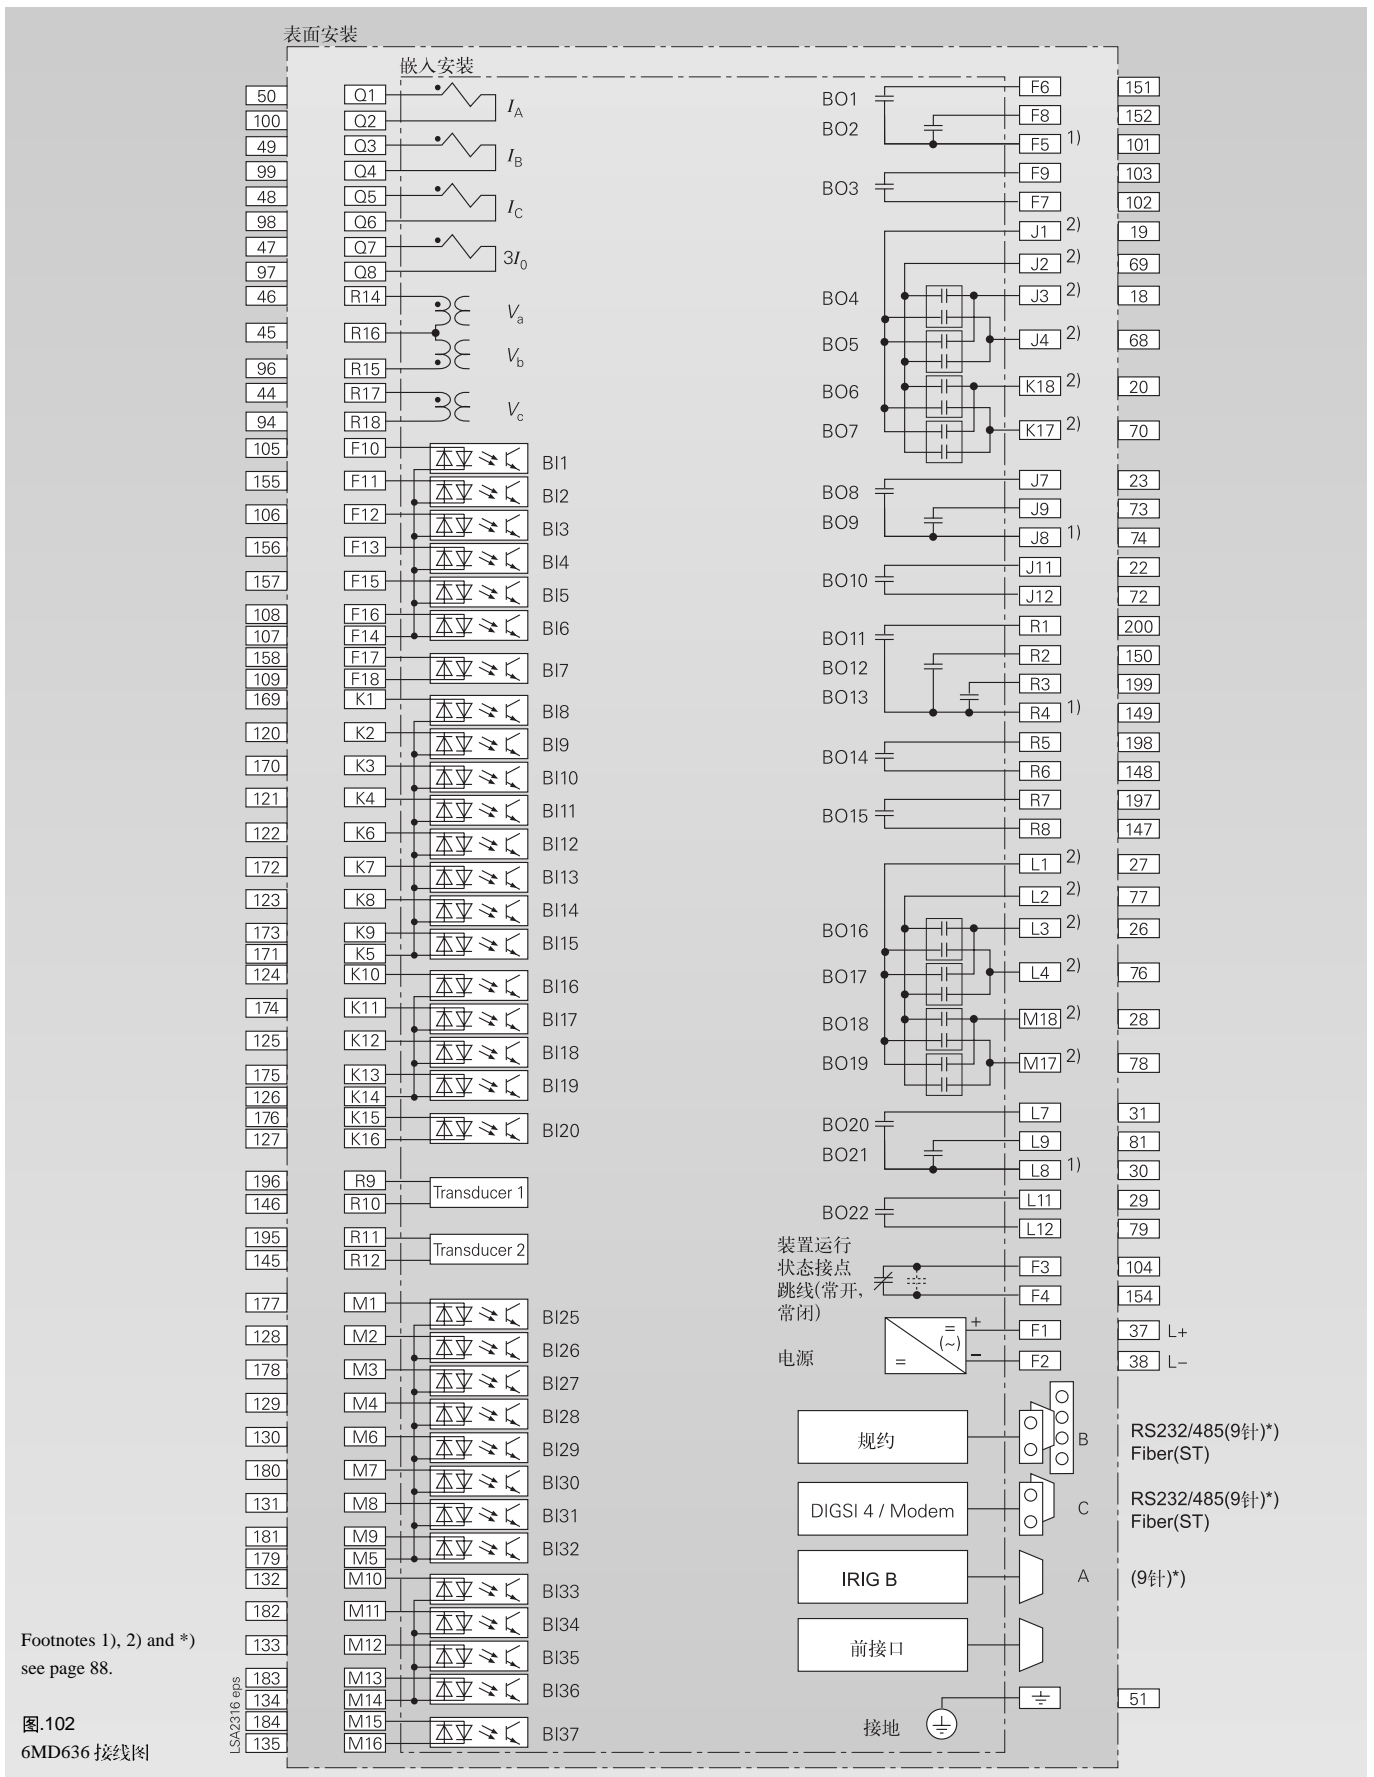 表面安装
嵌入安装
50 Q1
100 Q2
I A
49 Q3
99 Q4
I B
48 Q5
98 Q6
I C
47 Q7
97 Q8
3I 0
46 R14
V a
45 R16
V b
96 R15
44 R17
V c
94 R18
105 F10 BI1
155 F11 BI2
106 F12 BI3
156 F13 BI4
157 F15 BI5
108 F16 BI6
107 F14
158 F17 BI7
109 F18
169 K1 BI8
120 K2 BI9
170 K3 BI10
121 K4 BI11
122 K6 BI12
172 K7 BI13
123 K8 BI14
173 K9 BI15
171 K5
124 K10 BI16
174 K11 BI17
125 K12 BI18
175 K13 BI19
126 K14
176 K15 BI20
127 K16
196 R9 Transducer 1
146 R10
195 R11 Transducer 2
145 R12
177 M1 BI25
128 M2 BI26
178 M3 BI27
129 M4 BI28
130 M6 BI29
180 M7 BI30
131 M8 BI31
181 M9 BI32
179 M5
132 M10 BI33
182 M11 BI34
133 M12 BI35
183 M13 BI36
134 M14
184 M15 BI37
135 M16
BO1 F6 151
BO2 F8 152
F5 1) 101
BO3 F9 103
F7 102
J1 2) 19
J2 2) 69
BO4 J3 2) 18
BO5 J4 2) 68
BO6 K18 2) 20
BO7 K17 2) 70
BO8 J7 23
BO9 J9 73
J8 1) 74
BO10 J11 22
J12 72
BO11 R1 200
BO12 R2 150
BO13 R3 199
R4 1) 149
BO14 R5 198
R6 148
BO15 R7 197
R8 147
L1 2) 27
L2 2) 77
BO16 L3 2) 26
BO17 L4 2) 76
BO18 M18 2) 28
BO19 M17 2) 78
BO20 L7 31
BO21 L9 81
L8 1) 30
BO22 L11 29
L12 79
装置运行
状态接点
跳线(常开,
常闭)
F3 104
F4 154
电源
= (~) =
+ F1 37 L+
− F2 38 L−
规约 B RS232/485(9针)*)
Fiber(ST)
DIGSI 4 / Modem C RS232/485(9针)*)
Fiber(ST)
IRIG B A (9针)*)
前接口
接地 51
Footnotes 1), 2) and *)
see page 88.
LSA2316 eps
图.102
6MD636 接线图